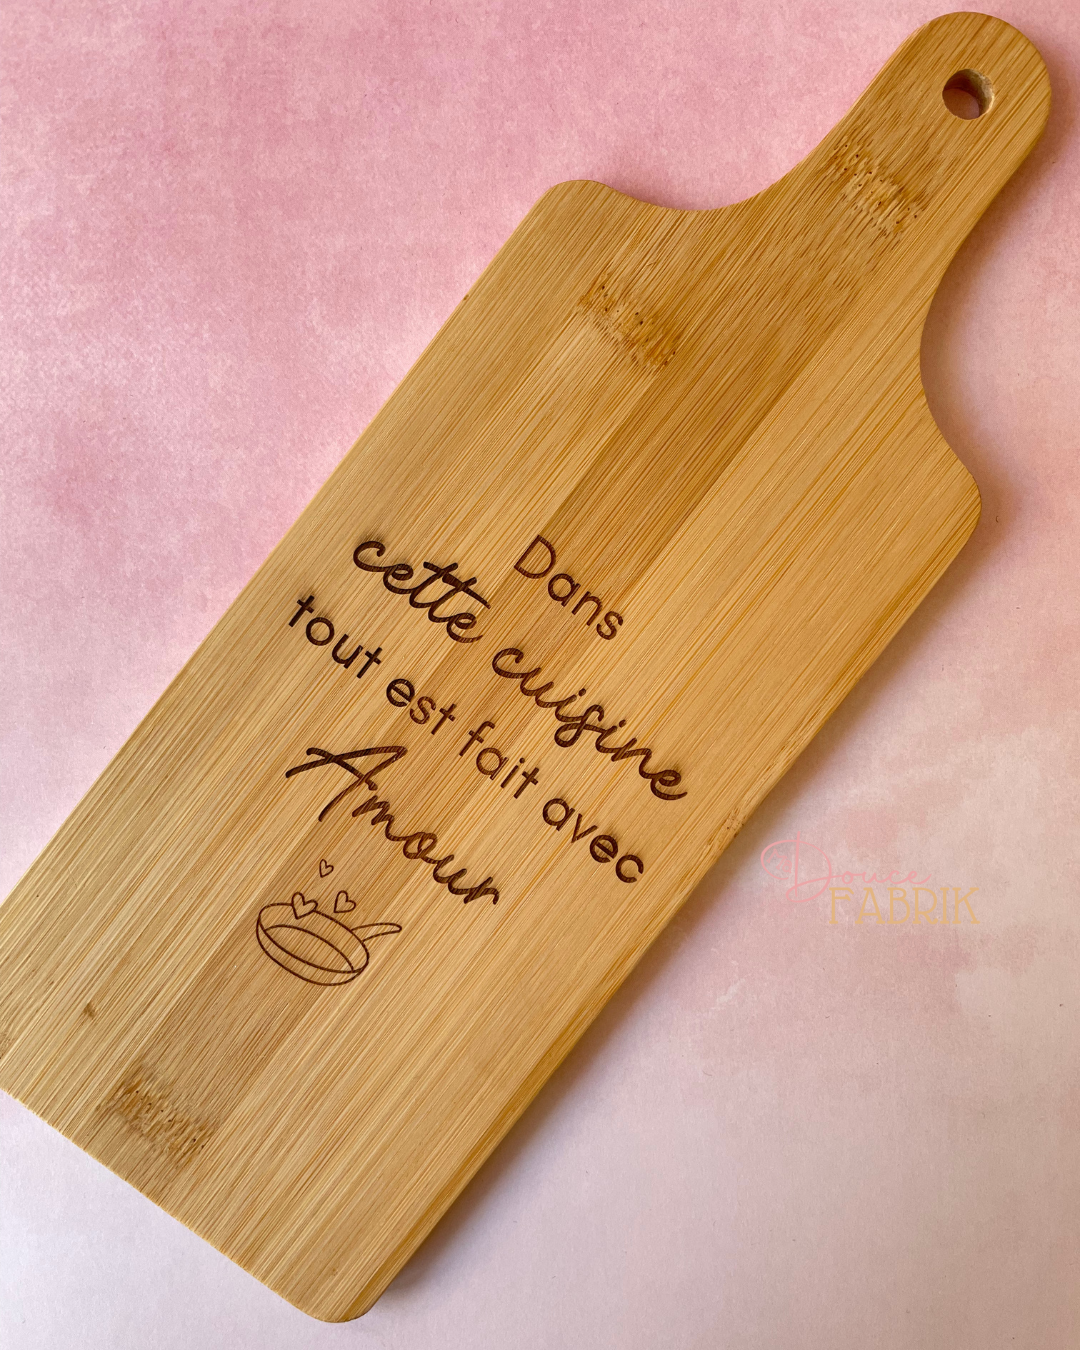 Dans
cette cuisine
tout est fait avec
Amour
Douce
FABRIK